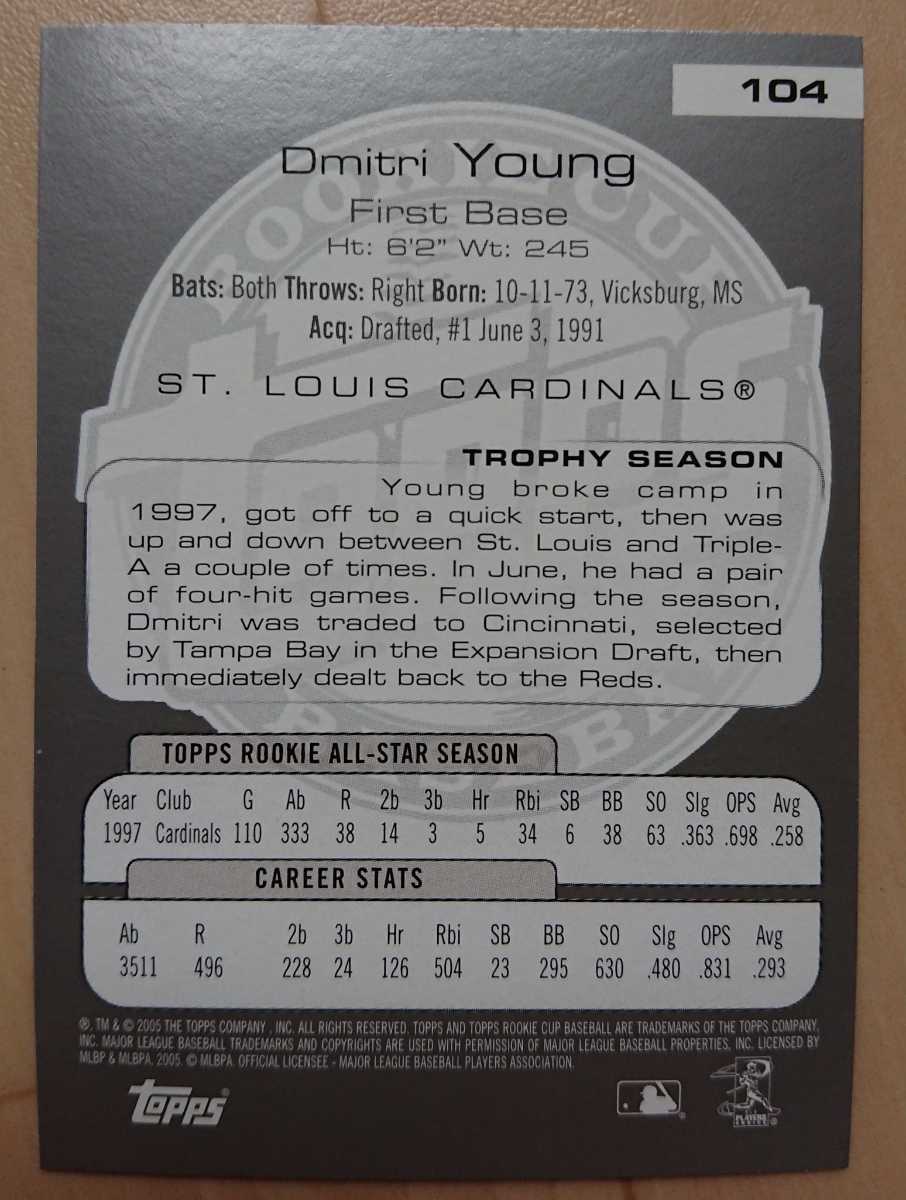 104
Dmitri Young
First Base
Ht: 6'2" Wt: 245
Bats: Both Throws: Right Born: 10-11-73, Vicksburg, MS
Acq: Drafted, #1 June 3, 1991
ST. LOUIS CARDINALS®
ROOKIE CUP
TOPPS
TROPHY SEASON
Young broke camp in
1997, got off to a quick start, then was
up and down between St. Louis and Triple-
A a couple of times. In June, he had a pair
of four-hit games. Following the season,
Dmitri was traded to Cincinnati, selected
by Tampa Bay in the Expansion Draft, then
immediately dealt back to the Reds.
TOPPS ROOKIE ALL-STAR SEASON
Year Club G Ab R 2b 3b Hr Rbi SB BB SO Slg OPS Avg
1997 Cardinals 110 333 38 14 3 5 34 6 38 63 .363 .698 .258
CAREER STATS
Ab R 2b 3b Hr Rbi SB BB SO Slg OPS Avg
3511 496 228 24 126 504 23 295 630 .480 .831 .293
®, TM & © 2005 THE TOPPS COMPANY, INC. ALL RIGHTS RESERVED. TOPPS AND TOPPS ROOKIE CUP BASEBALL ARE TRADEMARKS OF THE TOPPS COMPANY,
INC. MAJOR LEAGUE BASEBALL TRADEMARKS AND COPYRIGHTS ARE USED WITH PERMISSION OF MAJOR LEAGUE BASEBALL PROPERTIES, INC. LICENSED BY
MLBP & MLBPA, 2005. © MLBPA. OFFICIAL LICENSEE - MAJOR LEAGUE BASEBALL PLAYERS ASSOCIATION.
TOPPS®
PLAYERS
CHOICE®